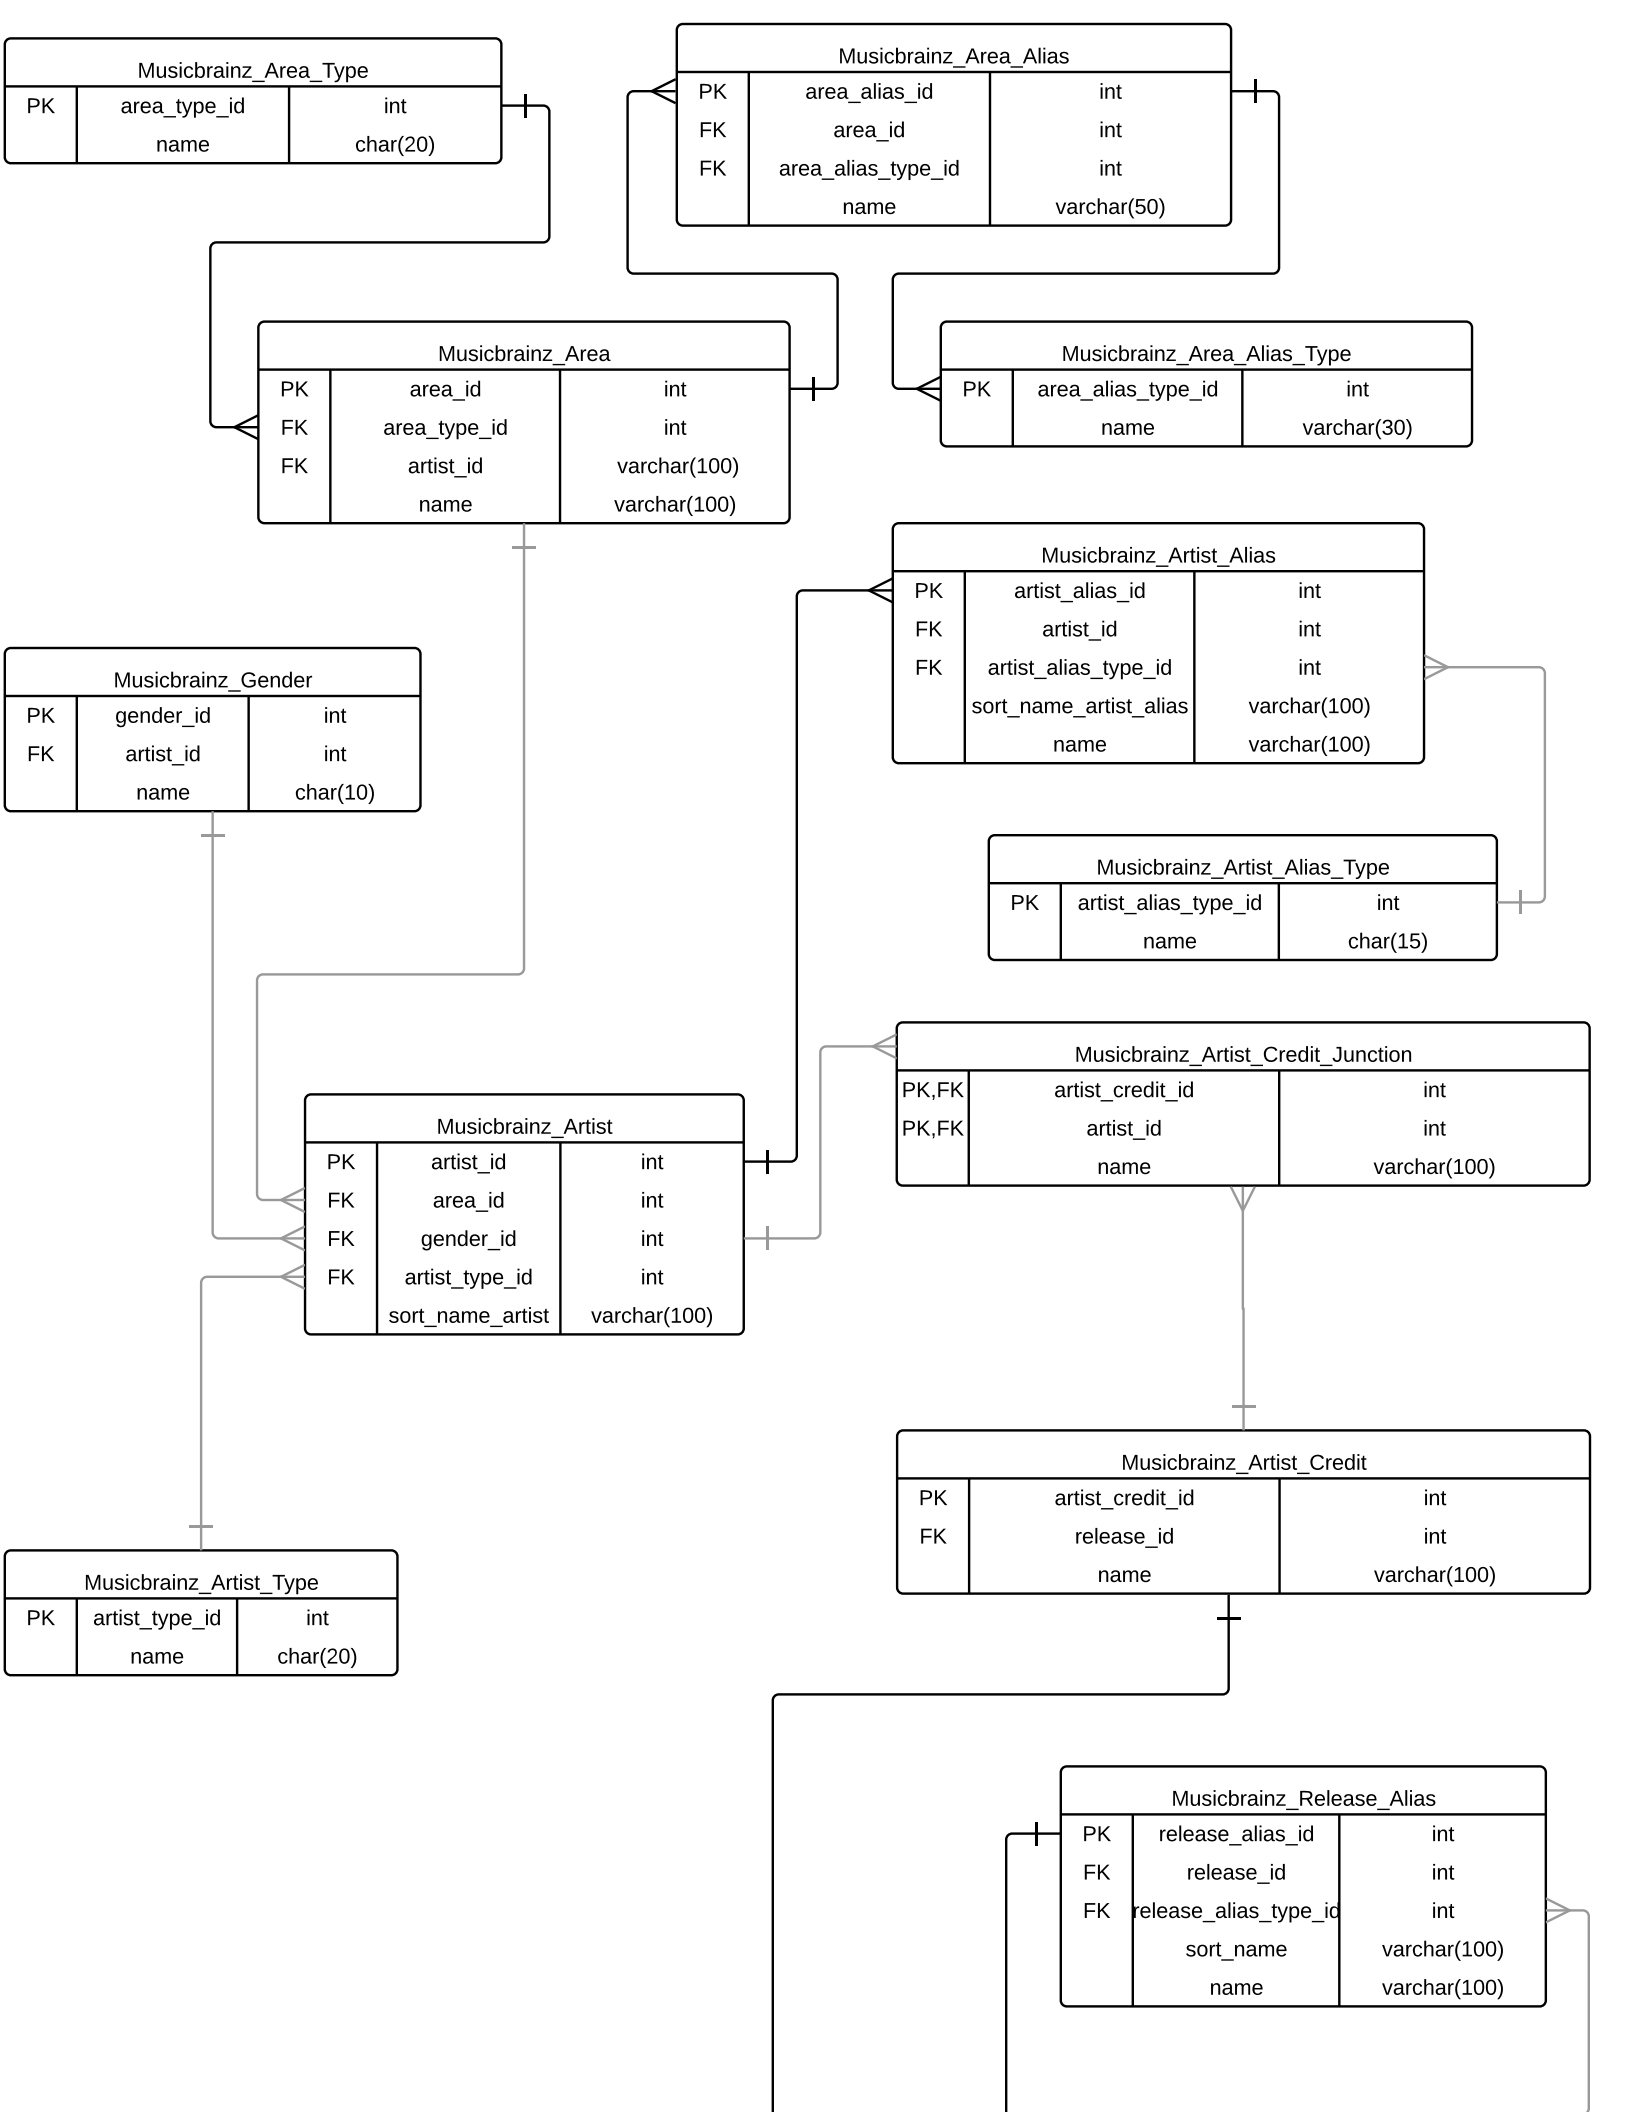 Musicbrainz_Area_Type
PK area_type_id int
name char(20)
Musicbrainz_Area_Alias
PK area_alias_id int
FK area_id int
FK area_alias_type_id int
name varchar(50)
Musicbrainz_Area
PK area_id int
FK area_type_id int
FK artist_id varchar(100)
name varchar(100)
Musicbrainz_Area_Alias_Type
PK area_alias_type_id int
name varchar(30)
Musicbrainz_Artist_Alias
PK artist_alias_id int
FK artist_id int
FK artist_alias_type_id int
sort_name_artist_alias varchar(100)
name varchar(100)
Musicbrainz_Gender
PK gender_id int
FK artist_id int
name char(10)
Musicbrainz_Artist_Alias_Type
PK artist_alias_type_id int
name char(15)
Musicbrainz_Artist_Credit_Junction
PK,FK artist_credit_id int
PK,FK artist_id int
name varchar(100)
Musicbrainz_Artist
PK artist_id int
FK area_id int
FK gender_id int
FK artist_type_id int
sort_name_artist varchar(100)
Musicbrainz_Artist_Credit
PK artist_credit_id int
FK release_id int
name varchar(100)
Musicbrainz_Artist_Type
PK artist_type_id int
name char(20)
Musicbrainz_Release_Alias
PK release_alias_id int
FK release_id int
FK release_alias_type_id int
sort_name varchar(100)
name varchar(100)